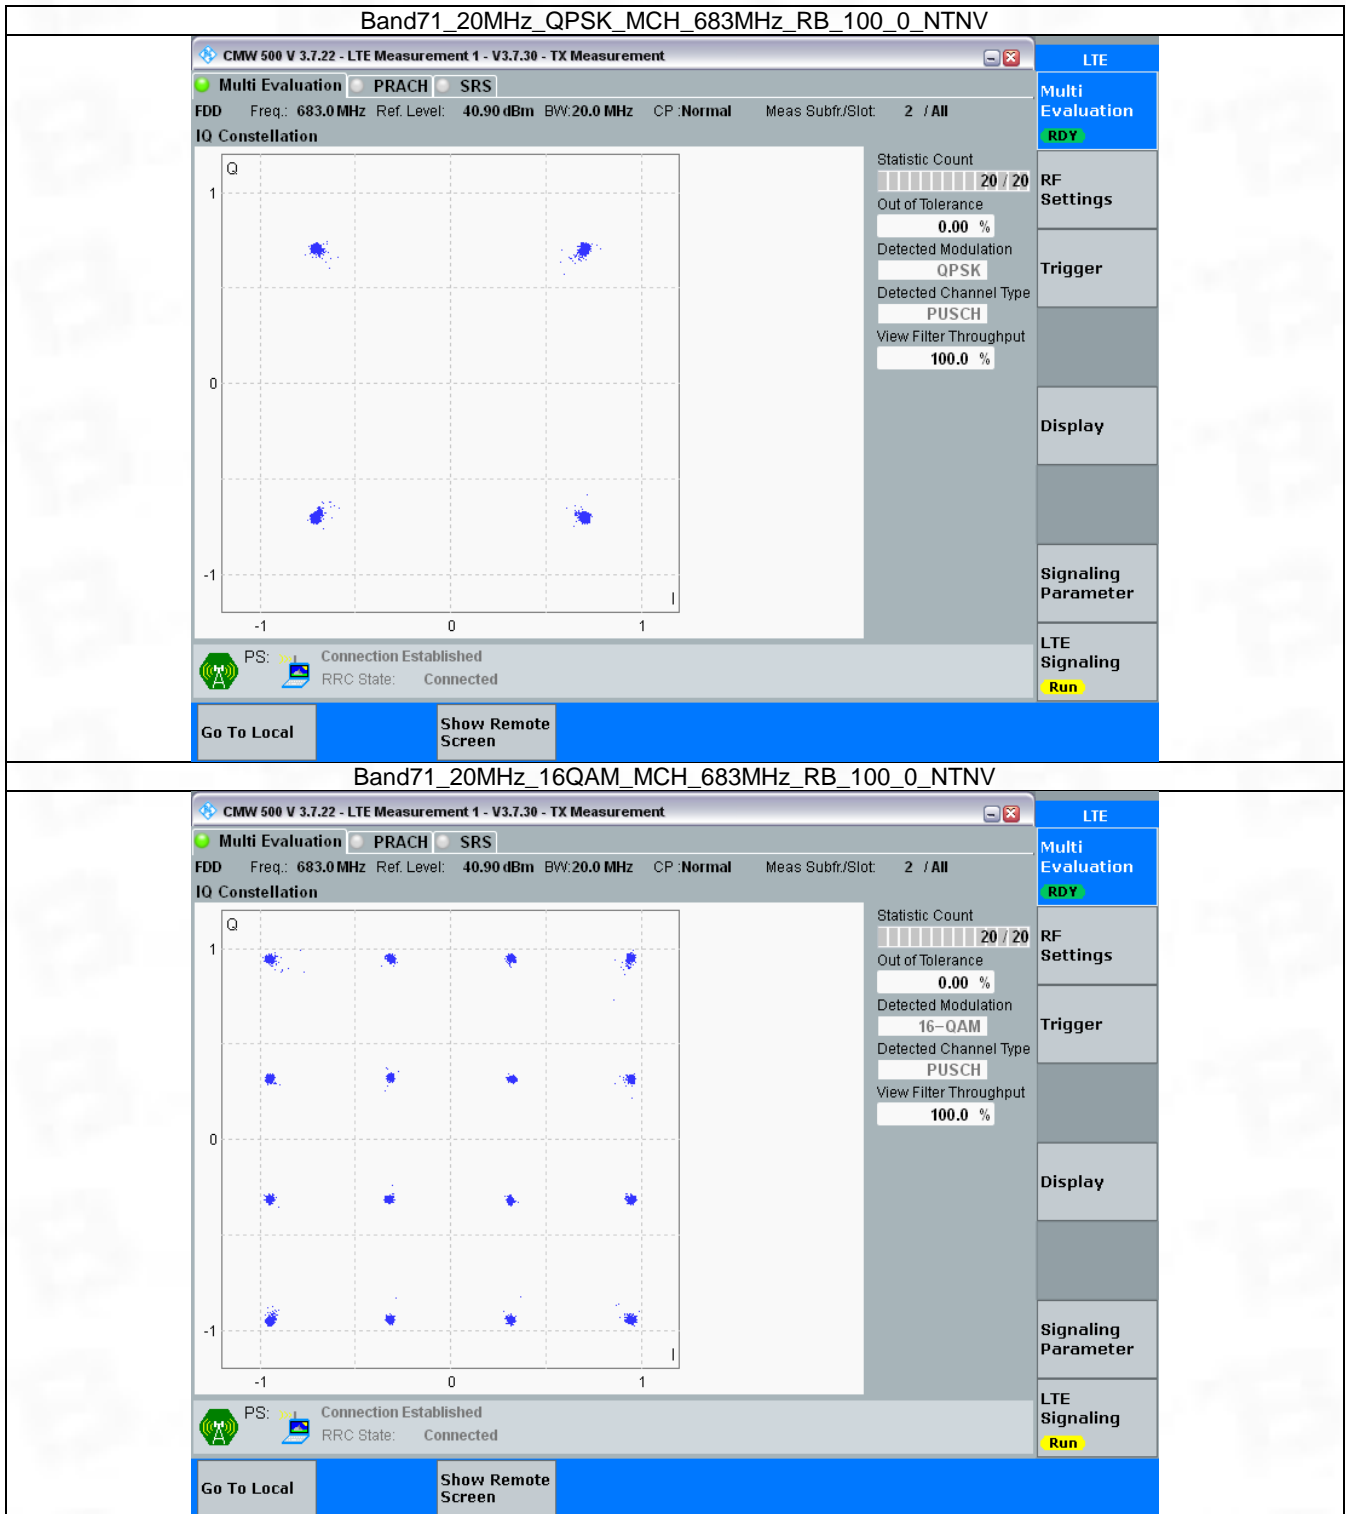 Band71_20MHz_QPSK_MCH_683MHz_RB_100_0_NTNV
CMW 500 V 3.7.22 - LTE Measurement 1 - V3.7.30 - TX Measurement
LTE
Multi Evaluation PRACH SRS
FDD Freq.: 683.0 MHz Ref. Level: 40.90 dBm BW:20.0 MHz CP :Normal Meas Subfr./Slot: 2 / All
IQ Constellation
Q
1
0
-1
I
-1 0 1
Statistic Count
20 / 20
Out of Tolerance
0.00 %
Detected Modulation
QPSK
Detected Channel Type
PUSCH
View Filter Throughput
100.0 %
Multi
Evaluation
RDY
RF
Settings
Trigger
Display
Signaling
Parameter
LTE
Signaling
Run
PS: Connection Established
RRC State: Connected
Go To Local
Show Remote
Screen
Band71_20MHz_16QAM_MCH_683MHz_RB_100_0_NTNV
CMW 500 V 3.7.22 - LTE Measurement 1 - V3.7.30 - TX Measurement
LTE
Multi Evaluation PRACH SRS
FDD Freq.: 683.0 MHz Ref. Level: 40.90 dBm BW:20.0 MHz CP :Normal Meas Subfr./Slot: 2 / All
IQ Constellation
Q
1
0
-1
I
-1 0 1
Statistic Count
20 / 20
Out of Tolerance
0.00 %
Detected Modulation
16-QAM
Detected Channel Type
PUSCH
View Filter Throughput
100.0 %
Multi
Evaluation
RDY
RF
Settings
Trigger
Display
Signaling
Parameter
LTE
Signaling
Run
PS: Connection Established
RRC State: Connected
Go To Local
Show Remote
Screen